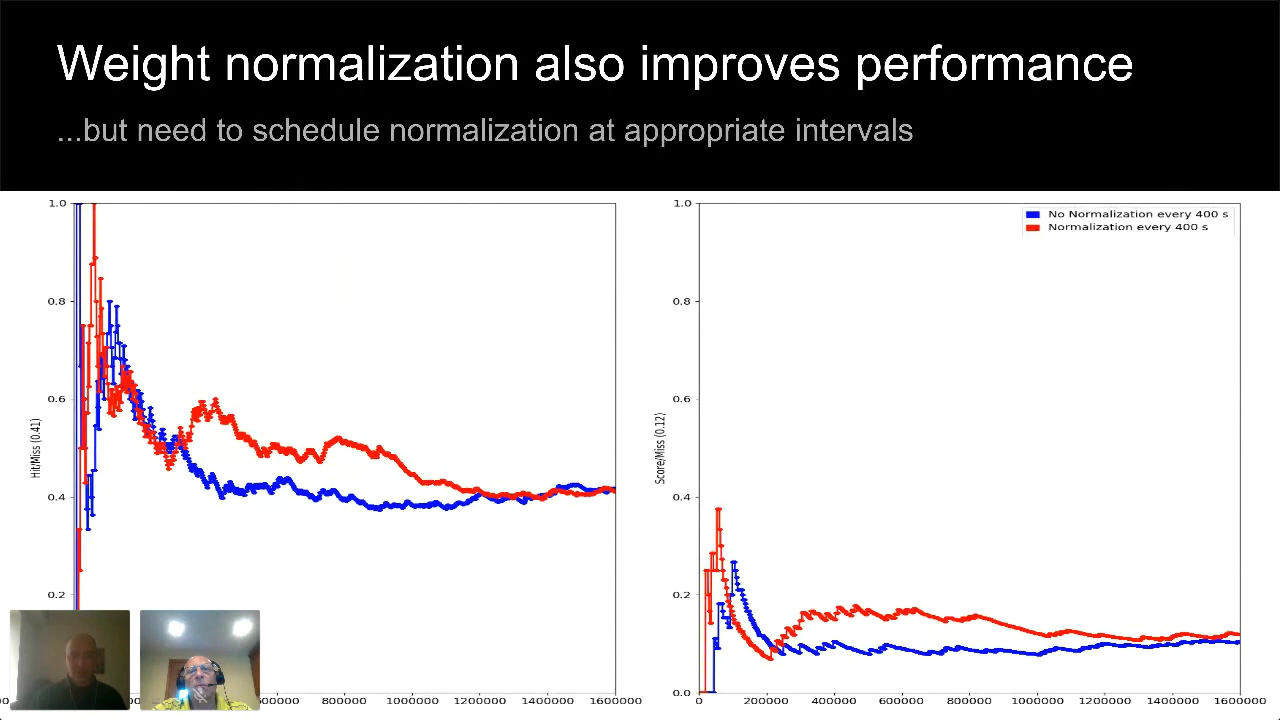 Weight normalization also improves performance
...but need to schedule normalization at appropriate intervals
1.0
0.8
0.6
0.4
0.2
Hit/Miss (0.41)
600000 800000 1000000 1200000 1400000 1600000
No Normalization every 400 s
Normalization every 400 s
1.0
0.8
0.6
0.4
0.2
0.0
Score/Miss (0.12)
0 200000 400000 600000 800000 1000000 1200000 1400000 1600000